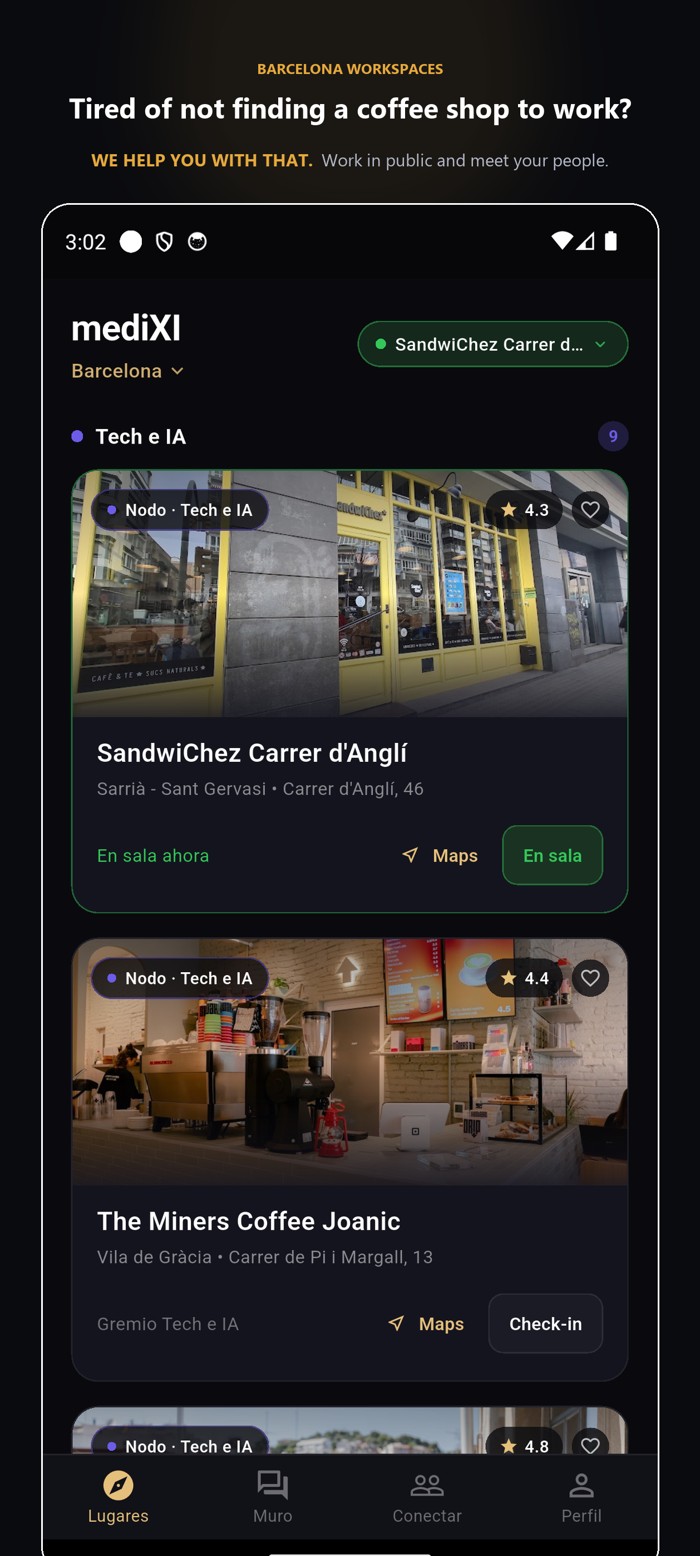 BARCELONA WORKSPACES
Tired of not finding a coffee shop to work?
WE HELP YOU WITH THAT. Work in public and meet your people.
3:02
mediXI
Barcelona
SandwiChez Carrer d...
Tech e IA
9
Nodo · Tech e IA
4.3
CAFÈ & TE ★ SUCS NATURALS ★
SandwiChez Carrer d'Anglí
Sarrià - Sant Gervasi • Carrer d'Anglí, 46
En sala ahora
Maps
En sala
Nodo · Tech e IA
4.4
The Miners Coffee Joanic
Vila de Gràcia • Carrer de Pi i Margall, 13
Gremio Tech e IA
Maps
Check-in
Nodo · Tech e IA
4.8
Lugares
Muro
Conectar
Perfil